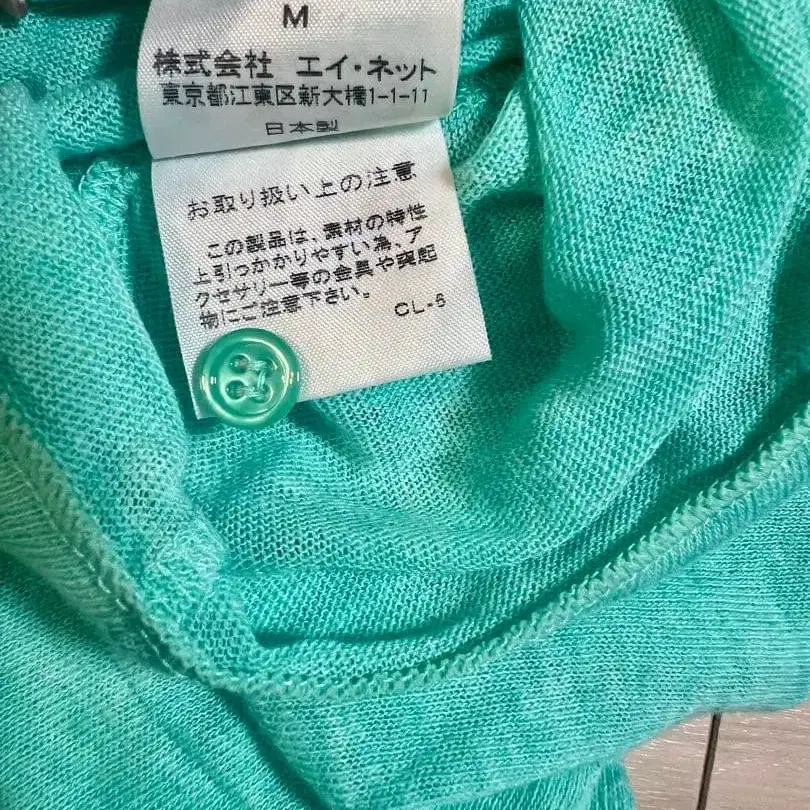 M
株式会社 エイ・ネット
東京都江東区新大橋1-1-11
日本製
お取り扱い上の注意
この製品は、素材の特性
上引っかかりやすい為、ア
クセサリー等の金具や突起
物にご注意下さい。
CL-6